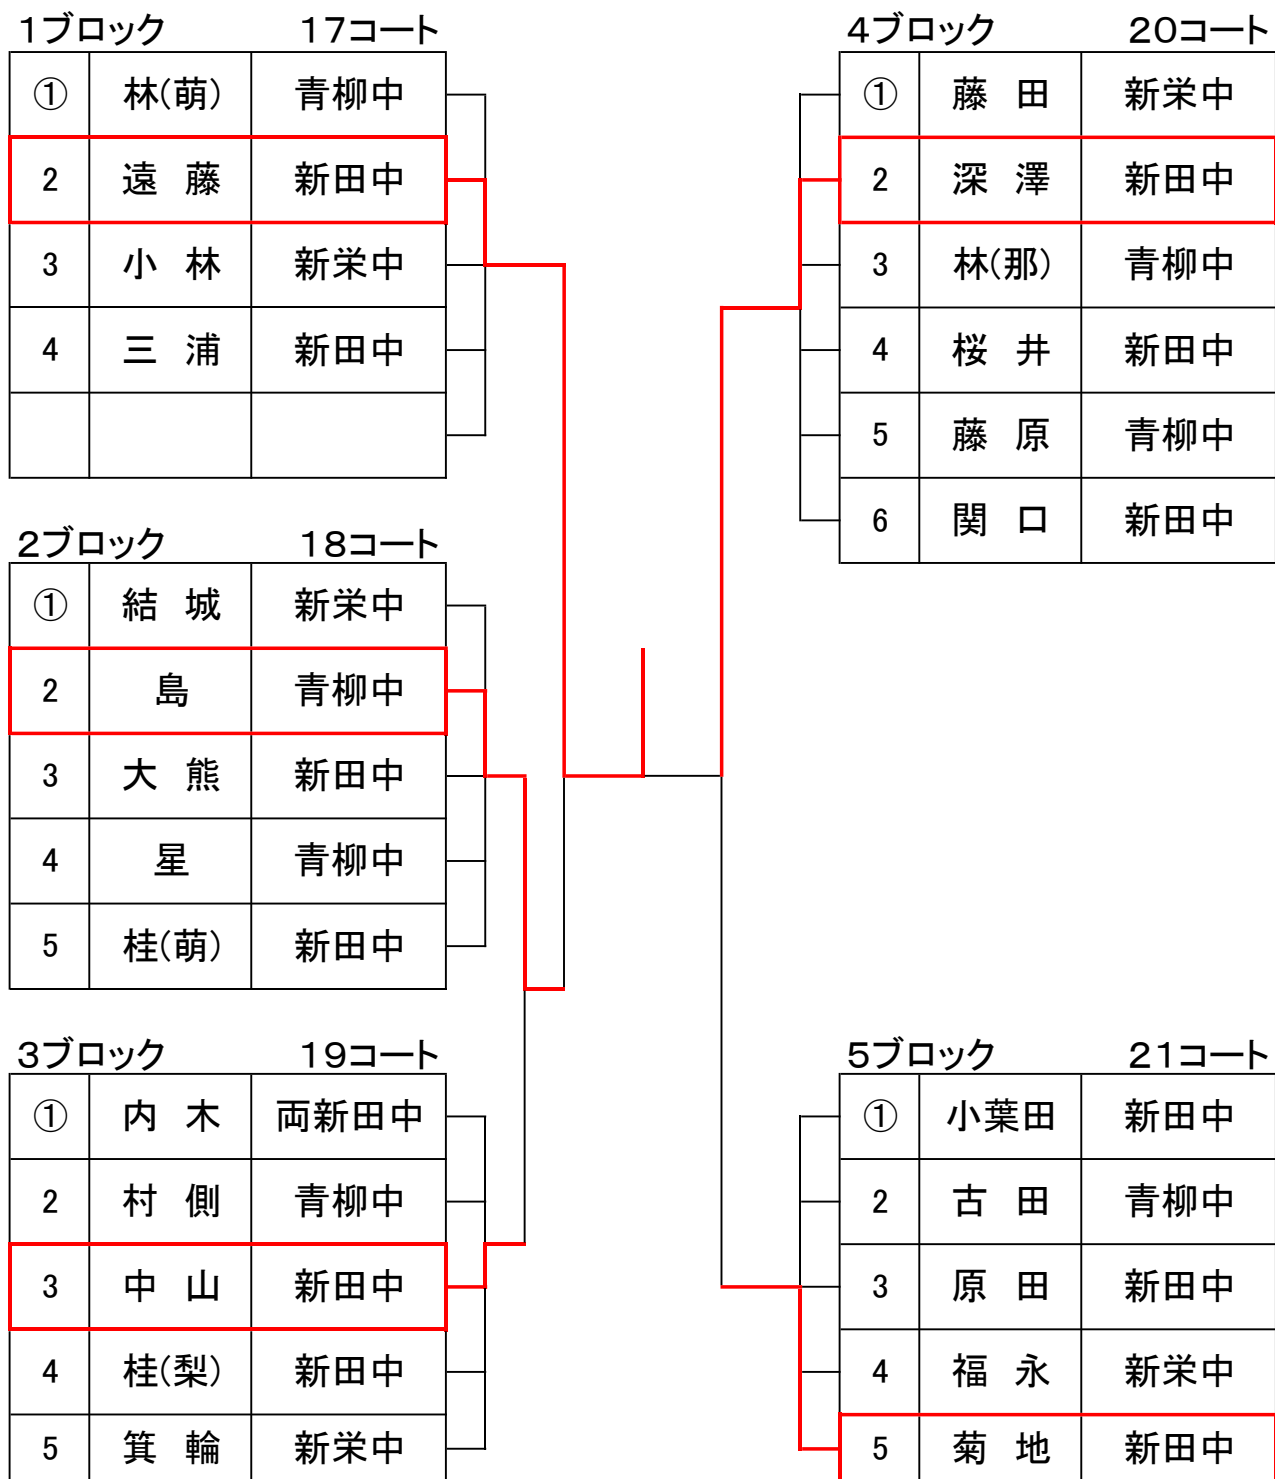 1ブロック 17コート
① 林(萌) 青柳中
2 遠 藤 新田中
3 小 林 新栄中
4 三 浦 新田中
2ブロック 18コート
① 結 城 新栄中
2 島 青柳中
3 大 熊 新田中
4 星 青柳中
5 桂(萌) 新田中
3ブロック 19コート
① 内 木 両新田中
2 村 側 青柳中
3 中 山 新田中
4 桂(梨) 新田中
5 箕 輪 新栄中
4ブロック 20コート
① 藤 田 新栄中
2 深 澤 新田中
3 林(那) 青柳中
4 桜 井 新田中
5 藤 原 青柳中
6 関 口 新田中
5ブロック 21コート
① 小葉田 新田中
2 古 田 青柳中
3 原 田 新田中
4 福 永 新栄中
5 菊 地 新田中